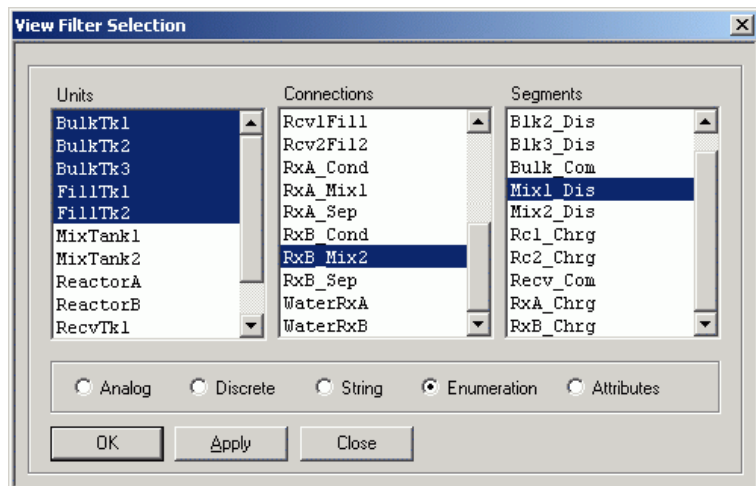 View Filter Selection
Units
BulkTk1
BulkTk2
BulkTk3
FillTk1
FillTk2
MixTank1
MixTank2
ReactorA
ReactorB
RecvTk1
Connections
Rcv1Fil1
Rcv2Fil2
RxA_Cond
RxA_Mix1
RxA_Sep
RxB_Cond
RxB_Mix2
RxB_Sep
WaterRxA
WaterRxB
Segments
Blk2_Dis
Blk3_Dis
Bulk_Com
Mix1_Dis
Mix2_Dis
Rc1_Chrg
Rc2_Chrg
Recv_Com
RxA_Chrg
RxB_Chrg
Analog Discrete String Enumeration Attributes
OK Apply Close